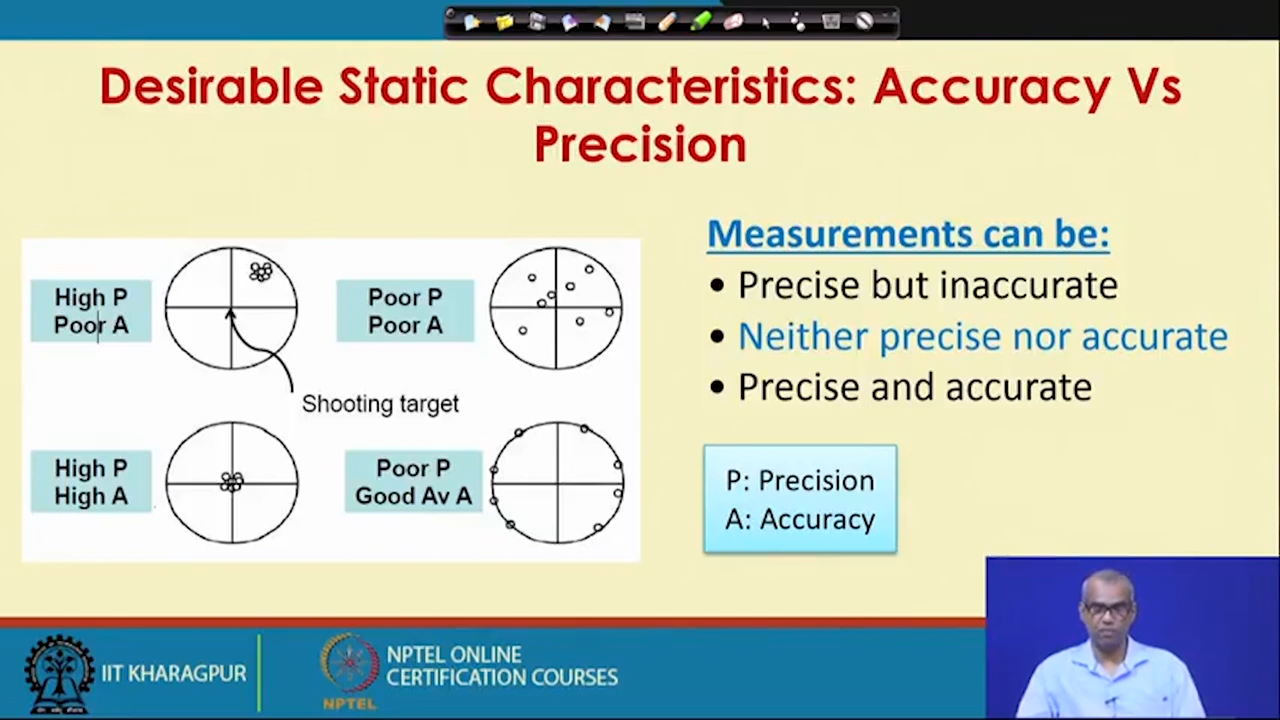 Desirable Static Characteristics: Accuracy Vs
Precision
High P
Poor A
Poor P
Poor A
Shooting target
High P
High A
Poor P
Good Av A
Measurements can be:
• Precise but inaccurate
• Neither precise nor accurate
• Precise and accurate
P: Precision
A: Accuracy
IIT KHARAGPUR
NPTEL
NPTEL ONLINE
CERTIFICATION COURSES